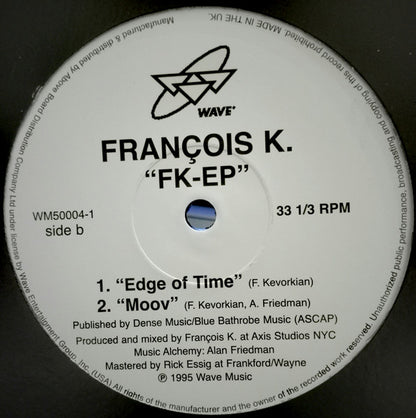 WAVE
FRANÇOIS K.
"FK-EP"
WM50004-1
side b
33 1/3 RPM
1. "Edge of Time" (F. Kevorkian)
2. "Moov" (F. Kevorkian, A. Friedman)
Published by Dense Music/Blue Bathrobe Music (ASCAP)
Produced and mixed by François K. at Axis Studios NYC
Music Alchemy: Alan Friedman
Mastered by Rick Essig at Frankford/Wayne
℗ 1995 Wave Music
Manufactured & distributed by Above Board Distribution Company Ltd under license by Wave Entertainment Group, Inc. (USA) All rights of the manufacturer and the owner of the recorded work reserved. Unauthorized public performance, broadcasting and copying of this record prohibited. MADE IN THE UK.